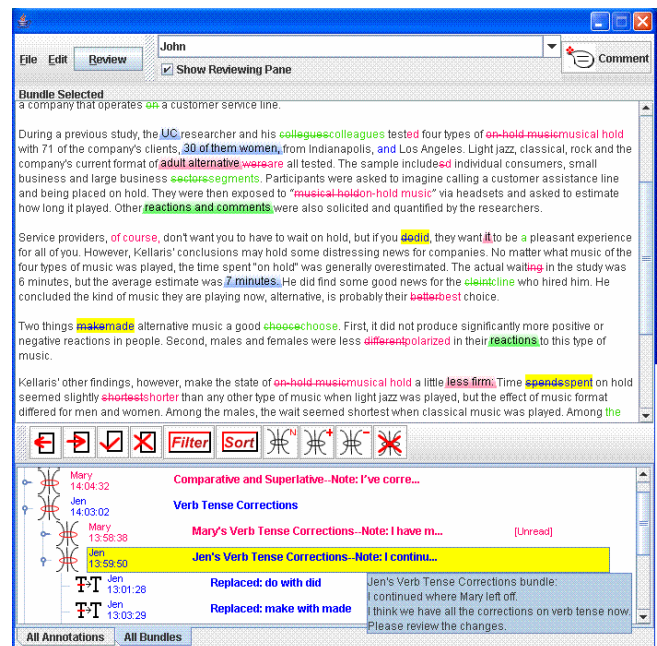 John
File Edit Review
Show Reviewing Pane
Comment
Bundle Selected
a company that operates on a customer service line.
During a previous study, the UC researcher and his colleguescolleagues tested four types of on-hold musicmusical hold
with 71 of the company's clients, 30 of them women, from Indianapolis, and Los Angeles. Light jazz, classical, rock and the
company's current format of adult alternative wereare all tested. The sample includesd individual consumers, small
business and large business sectorssegments. Participants were asked to imagine calling a customer assistance line
and being placed on hold. They were then exposed to "musical holdon-hold music" via headsets and asked to estimate
how long it played. Other reactions and comments were also solicited and quantified by the researchers.
Service providers, of course, don't want you to have to wait on hold, but if you dodid, they want it to be a pleasant experience
for all of you. However, Kellaris' conclusions may hold some distressing news for companies. No matter what music of the
four types of music was played, the time spent "on hold" was generally overestimated. The actual waiting in the study was
6 minutes, but the average estimate was 7 minutes. He did find some good news for the cleintcline who hired him. He
concluded the kind of music they are playing now, alternative, is probably their betterbest choice.
Two things makemade alternative music a good choocechoose. First, it did not produce significantly more positive or
negative reactions in people. Second, males and females were less differentpolarized in their reactions to this type of
music.
Kellaris' other findings, however, make the state of on-hold musicmusical hold a little less firm: Time spendsspent on hold
seemed slightly shortestshorter than any other type of music when light jazz was played, but the effect of music format
differed for men and women. Among the males, the wait seemed shortest when classical music was played. Among the
Filter Sort N + -
Mary
14:04:32 Comparative and Superlative--Note: I've corre...
Jen
14:03:02 Verb Tense Corrections
Mary
13:58:38 Mary's Verb Tense Corrections--Note: I have m... [Unread]
Jen
13:59:50 Jen's Verb Tense Corrections--Note: I continu...
T→T Jen
13:01:28 Replaced: do with did
T→T Jen
13:03:29 Replaced: make with made
Jen's Verb Tense Corrections bundle:
I continued where Mary left off.
I think we have all the corrections on verb tense now.
Please review the changes.
All Annotations All Bundles